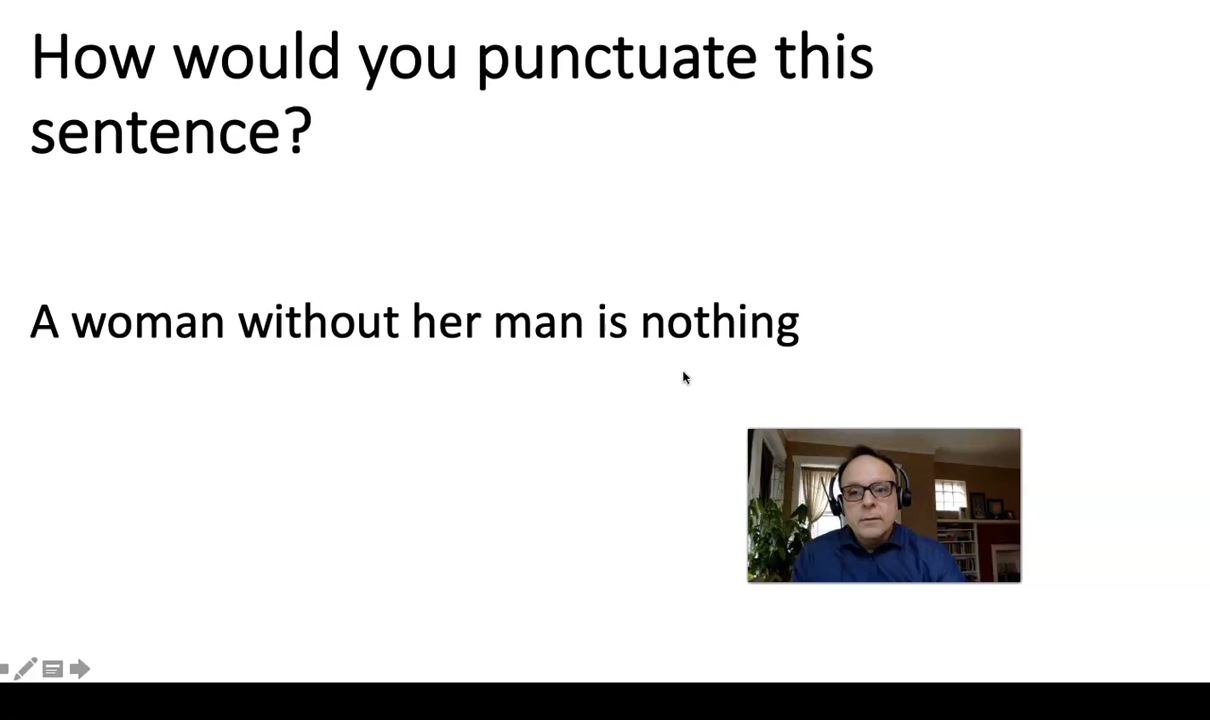 How would you punctuate this
sentence?
A woman without her man is nothing